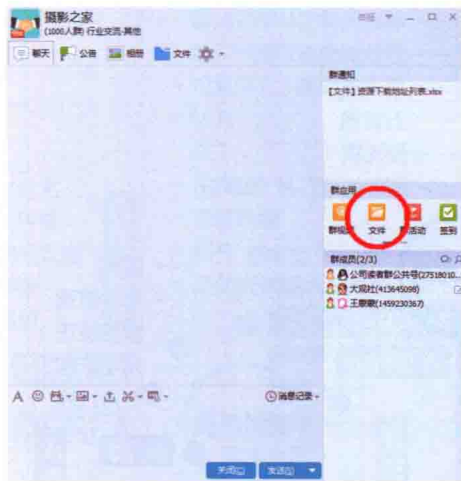 摄影之家
(1000人群) 行业交流-其他
聊天 公告 相册 文件
群通知
【文件】资源下载地址列表.xlsx
群应用
文件 活动 签到
群成员(2/3)
公司读者群公共号(27518010...
大观社(413645098)
(1459230367)
消息记录
关闭(C) 发送(S)